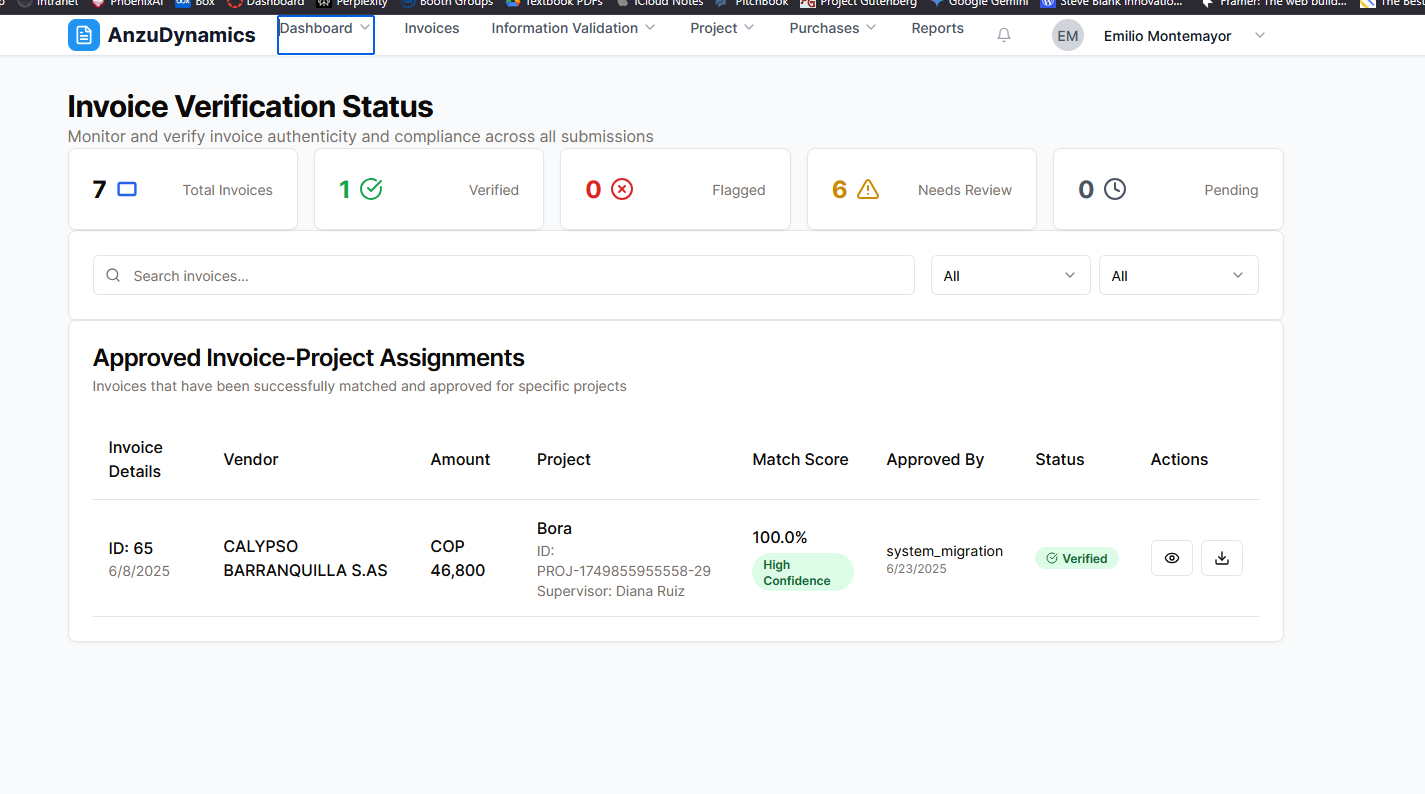 Intranet PhoenixAI Box Dashboard Perplexity Booth Groups Textbook PDFs iCloud Notes PitchBook Project Gutenberg Google Gemini Steve Blank Innovatio... Framer: The web build... The Best
AnzuDynamics Dashboard Invoices Information Validation Project Purchases Reports EM Emilio Montemayor
Invoice Verification Status
Monitor and verify invoice authenticity and compliance across all submissions
7 Total Invoices 1 Verified 0 Flagged 6 Needs Review 0 Pending
Search invoices... All All
Approved Invoice-Project Assignments
Invoices that have been successfully matched and approved for specific projects
Invoice
Details
Vendor Amount Project Match Score Approved By Status Actions
ID: 65
6/8/2025
CALYPSO
BARRANQUILLA S.AS
COP
46,800
Bora
ID:
PROJ-1749855955558-29
Supervisor: Diana Ruiz
100.0%
High
Confidence
system_migration
6/23/2025
Verified